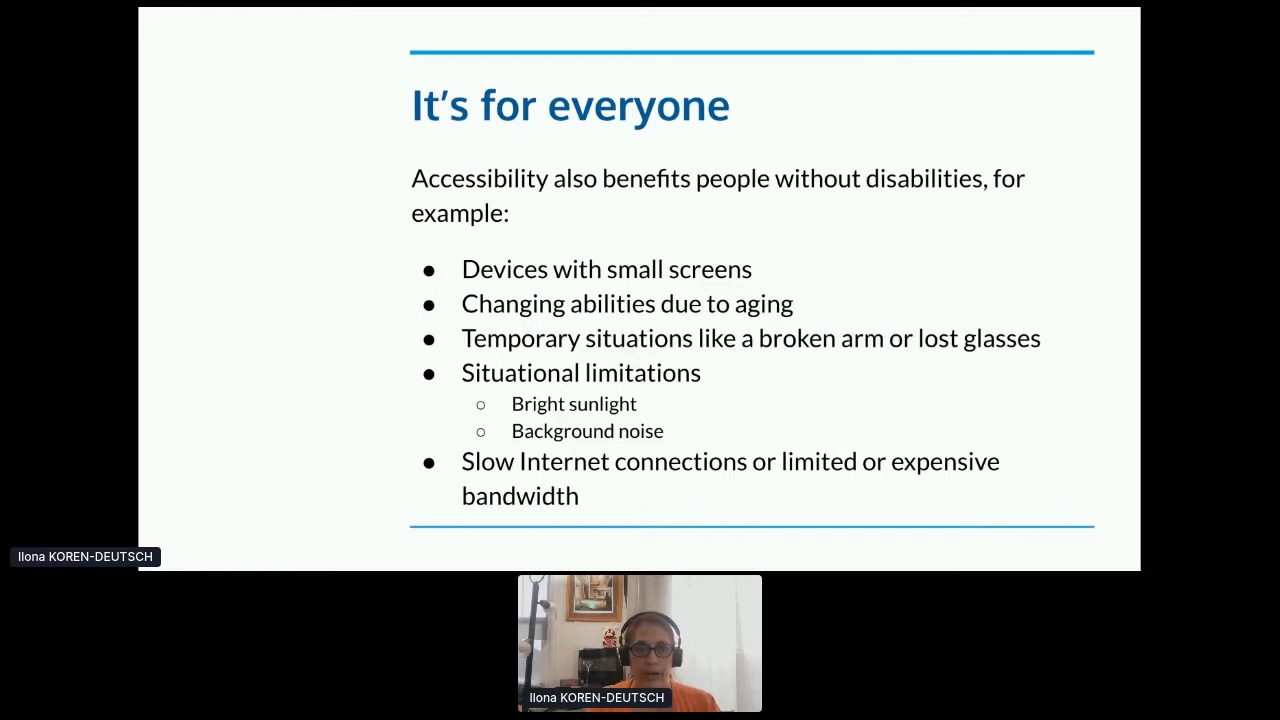 It’s for everyone
Accessibility also benefits people without disabilities, for
example:
● Devices with small screens
● Changing abilities due to aging
● Temporary situations like a broken arm or lost glasses
● Situational limitations
○ Bright sunlight
○ Background noise
● Slow Internet connections or limited or expensive
bandwidth
Ilona KOREN-DEUTSCH
Ilona KOREN-DEUTSCH